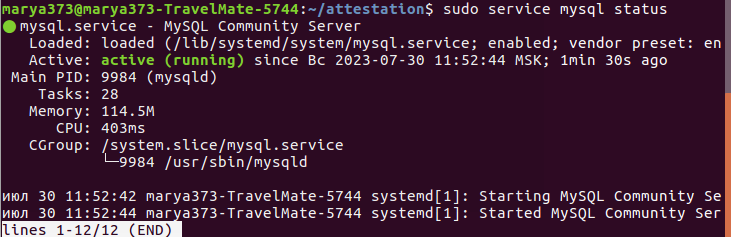 marya373@marya373-TravelMate-5744:~/attestation$ sudo service mysql status
mysql.service - MySQL Community Server
Loaded: loaded (/lib/systemd/system/mysql.service; enabled; vendor preset: en
Active: active (running) since Вс 2023-07-30 11:52:44 MSK; 1min 30s ago
Main PID: 9984 (mysqld)
Tasks: 28
Memory: 114.5M
CPU: 403ms
CGroup: /system.slice/mysql.service
└─9984 /usr/sbin/mysqld
июл 30 11:52:42 marya373-TravelMate-5744 systemd[1]: Starting MySQL Community Se
июл 30 11:52:44 marya373-TravelMate-5744 systemd[1]: Started MySQL Community Ser
lines 1-12/12 (END)